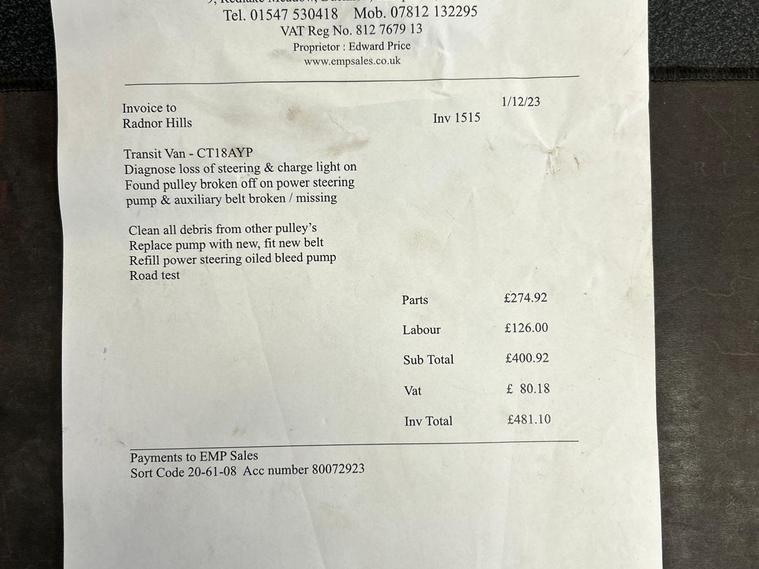 Tel. 01547 530418 Mob. 07812 132295
VAT Reg No. 812 7679 13
Proprietor : Edward Price
www.empsales.co.uk
1/12/23
Invoice to
Inv 1515
Radnor Hills
Transit Van - CT18AYP
Diagnose loss of steering & charge light on
Found pulley broken off on power steering
pump & auxiliary belt broken / missing
Clean all debris from other pulley's
Replace pump with new, fit new belt
Refill power steering oiled bleed pump
Road test
Parts £274.92
Labour £126.00
Sub Total £400.92
Vat £ 80.18
Inv Total £481.10
Payments to EMP Sales
Sort Code 20-61-08 Acc number 80072923